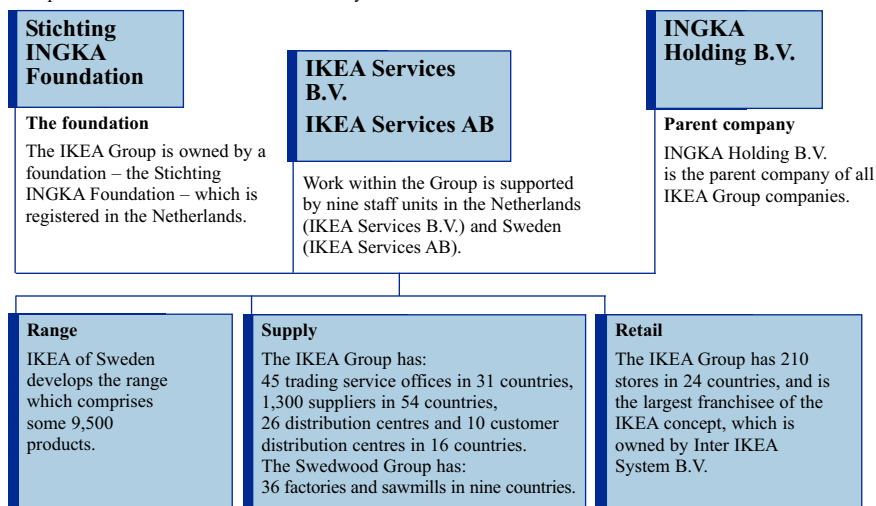 Stichting
INGKA
Foundation
The foundation
The IKEA Group is owned by a
foundation – the Stichting
INGKA Foundation – which is
registered in the Netherlands.
IKEA Services
B.V.
IKEA Services AB
Work within the Group is supported
by nine staff units in the Netherlands
(IKEA Services B.V.) and Sweden
(IKEA Services AB).
INGKA
Holding B.V.
Parent company
INGKA Holding B.V.
is the parent company of all
IKEA Group companies.
Range
IKEA of Sweden
develops the range
which comprises
some 9,500
products.
Supply
The IKEA Group has:
45 trading service offices in 31 countries,
1,300 suppliers in 54 countries,
26 distribution centres and 10 customer
distribution centres in 16 countries.
The Swedwood Group has:
36 factories and sawmills in nine countries.
Retail
The IKEA Group has 210
stores in 24 countries, and is
the largest franchisee of the
IKEA concept, which is
owned by Inter IKEA
System B.V.